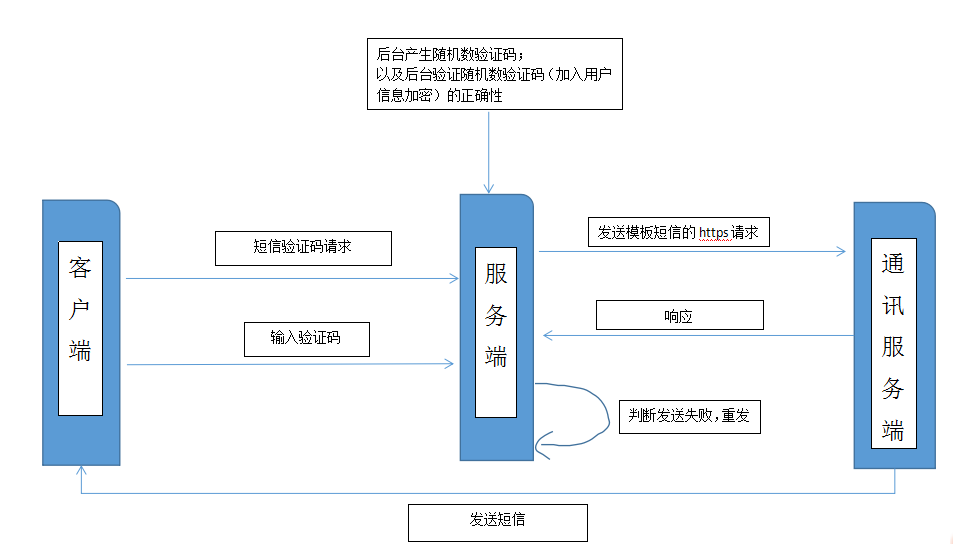 后台产生随机数验证码；
以及后台验证随机数验证码（加入用户
信息加密）的正确性
客户端
短信验证码请求
输入验证码
服务端
发送模板短信的 https 请求
响应
判断发送失败，重发
通讯服务端
发送短信